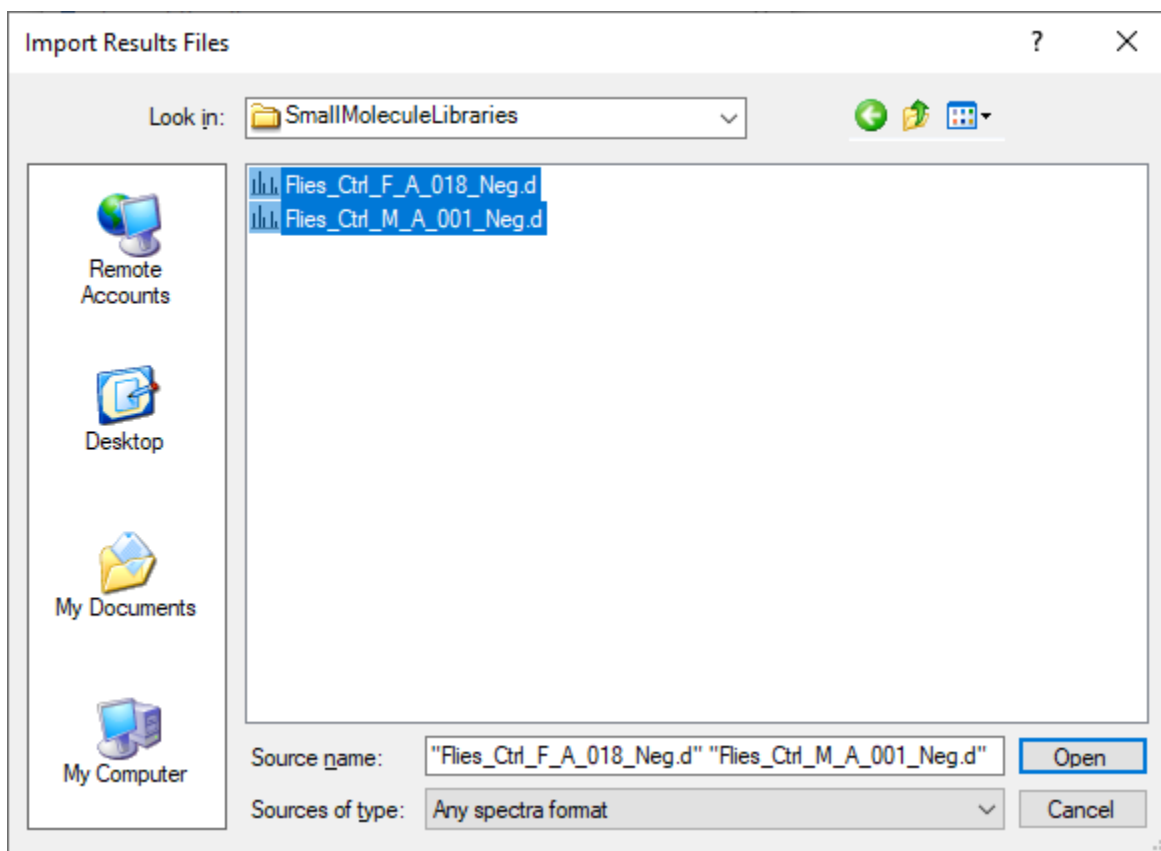 Import Results Files
?
Look in:
SmallMoleculeLibraries
Flies_Ctrl_F_A_018_Neg.d
Flies_Ctrl_M_A_001_Neg.d
Remote
Accounts
Desktop
My Documents
My Computer
Source name:
"Flies_Ctrl_F_A_018_Neg.d" "Flies_Ctrl_M_A_001_Neg.d"
Open
Sources of type:
Any spectra format
Cancel